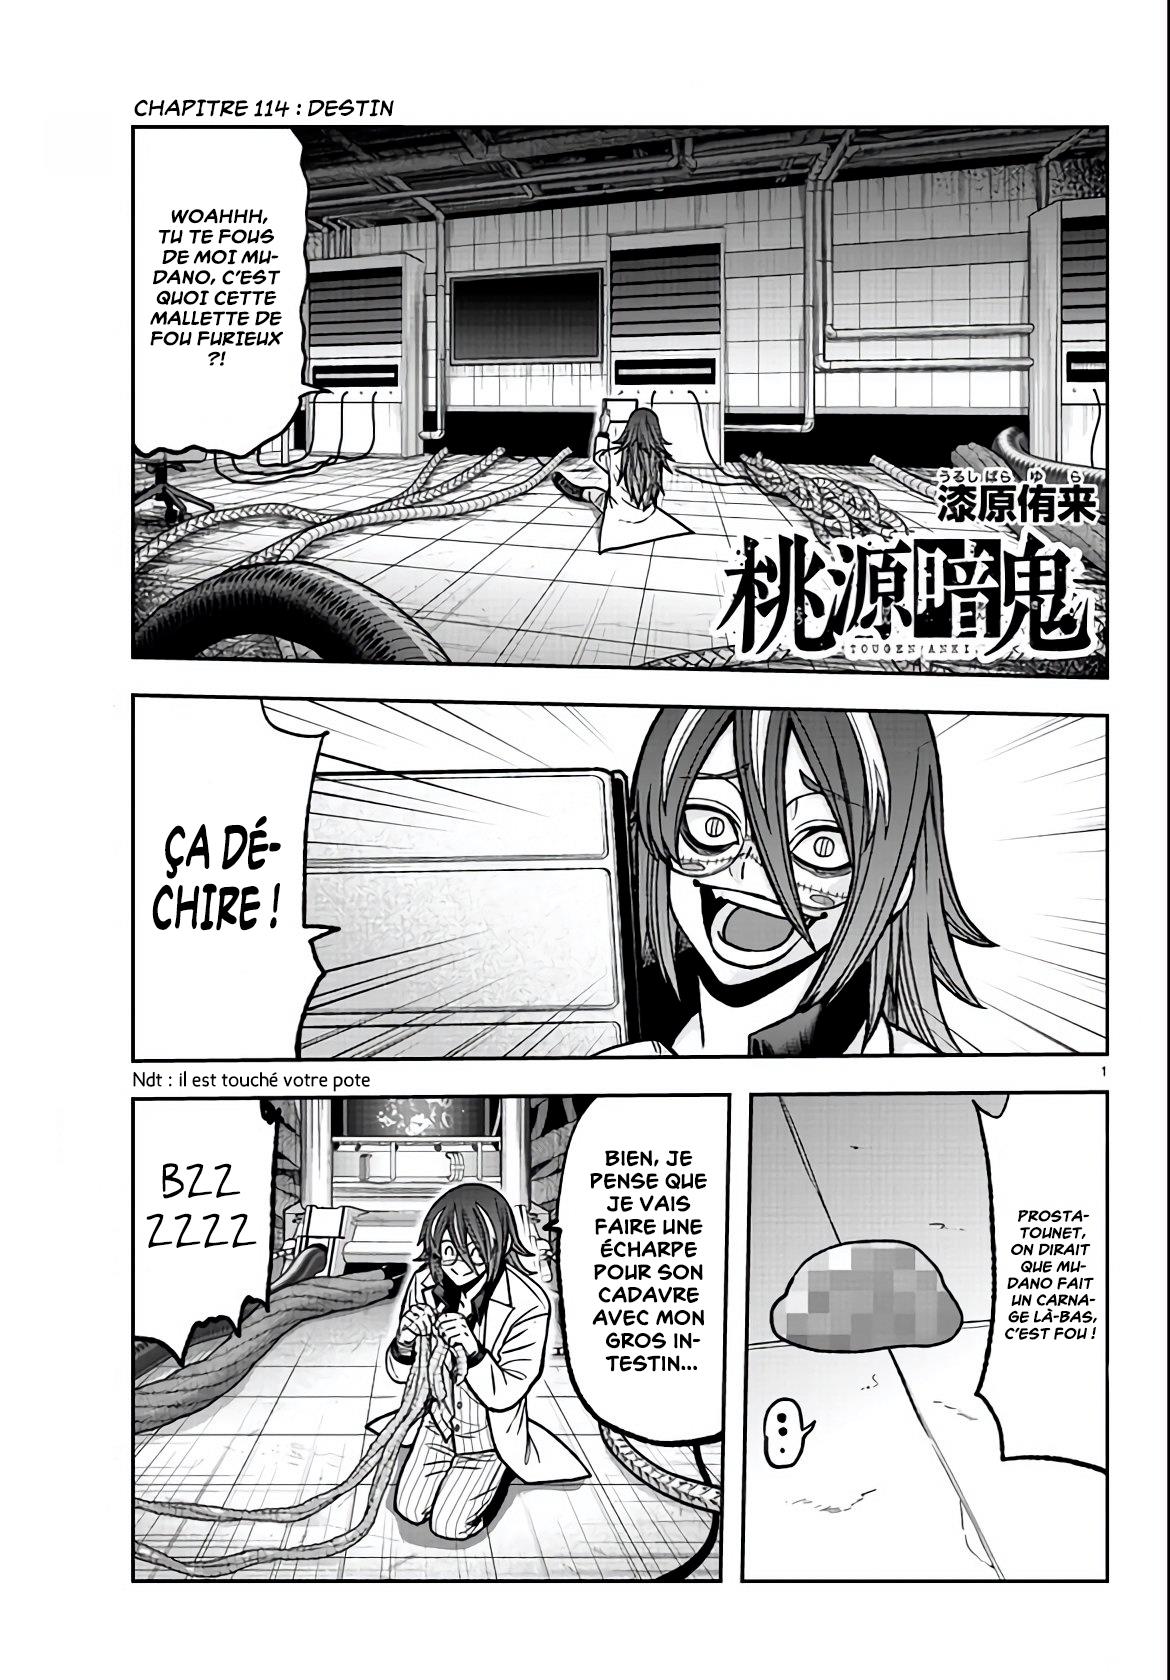 CHAPITRE 114 : DESTIN
WOAHHH,
TU TE FOUS
DE MOI MU-
DANO, C'EST
QUOI CETTE
MALLETTE DE
FOU FURIEUX
?!
うるしばらゆら
漆原侑来
桃源暗鬼
TOUGEN ANKI
ÇA DÉ-
CHIRE !
Ndt : il est touché votre pote
1
PROSTA-
TOUNET,
ON DIRAIT
QUE MU-
DANO FAIT
UN CARNA-
GE LÀ-BAS,
C'EST FOU !
...
BIEN, JE
PENSE QUE
JE VAIS
FAIRE UNE
ÉCHARPE
POUR SON
CADAVRE
AVEC MON
GROS IN-
TESTIN...
BZZ
ZZZZ